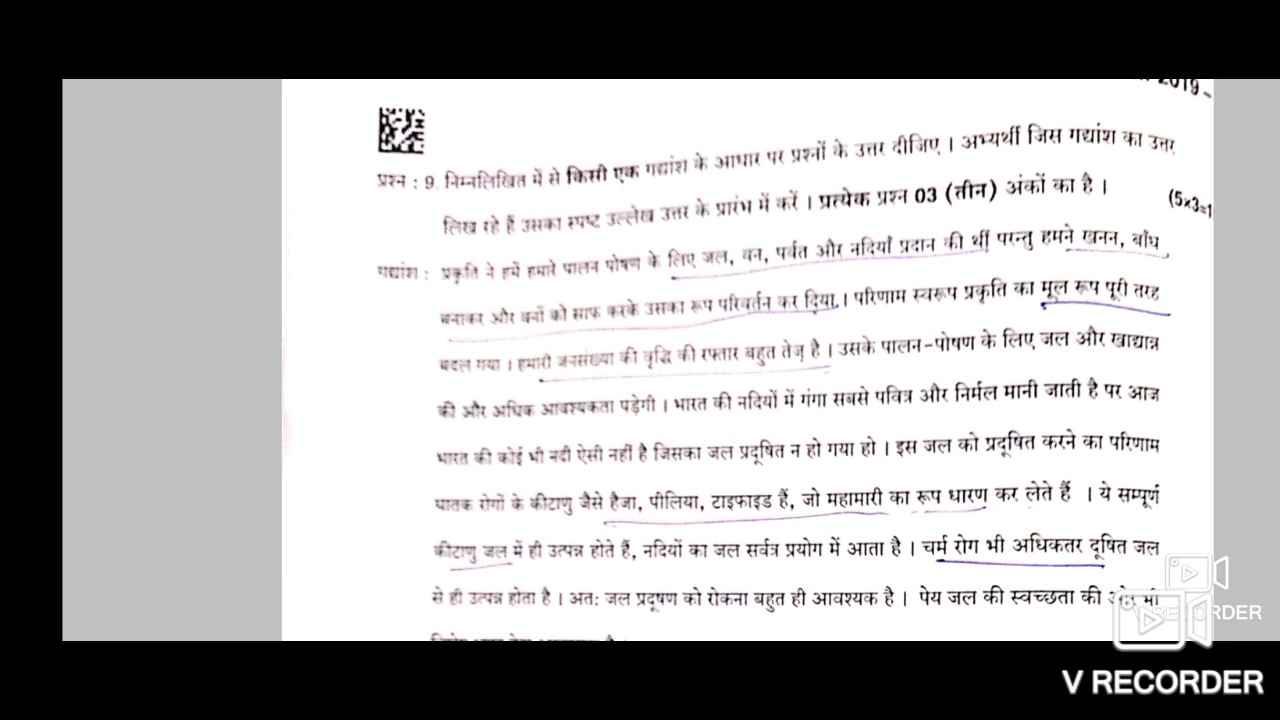 2019 -
प्रश्न : 9. निम्नलिखित में से किसी एक गद्यांश के आधार पर प्रश्नों के उत्तर दीजिए । अभ्यर्थी जिस गद्यांश का उत्तर
लिख रहे हैं उसका स्पष्ट उल्लेख उत्तर के प्रारंभ में करें । प्रत्येक प्रश्न 03 (तीन) अंकों का है । (5×3=1
गद्यांश : प्रकृति ने हमें हमारे पालन पोषण के लिए जल, वन, पर्वत और नदियाँ प्रदान की थीं परन्तु हमने खनन, बाँध
बनाकर और वनों को साफ करके उसका रूप परिवर्तन कर दिया । परिणाम स्वरूप प्रकृति का मूल रूप पूरी तरह
बदल गया । हमारी जनसंख्या की वृद्धि की रफ्तार बहुत तेज़ है । उसके पालन-पोषण के लिए जल और खाद्यान्न
की और अधिक आवश्यकता पड़ेगी । भारत की नदियों में गंगा सबसे पवित्र और निर्मल मानी जाती है पर आज
भारत की कोई भी नदी ऐसी नहीं है जिसका जल प्रदूषित न हो गया हो । इस जल को प्रदूषित करने का परिणाम
घातक रोगों के कीटाणु जैसे हैजा, पीलिया, टाइफाइड हैं, जो महामारी का रूप धारण कर लेते हैं । ये सम्पूर्ण
कीटाणु जल में ही उत्पन्न होते हैं, नदियों का जल सर्वत्र प्रयोग में आता है । चर्म रोग भी अधिकतर दूषित जल
से ही उत्पन्न होता है । अतः जल प्रदूषण को रोकना बहुत ही आवश्यक है । पेय जल की स्वच्छता की ओर भी
V RECORDER